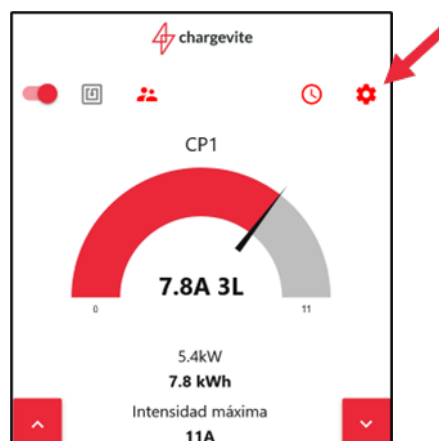 chargevite
CP1
7.8A 3L
0
11
5.4kW
7.8 kWh
Intensidad máxima
11A